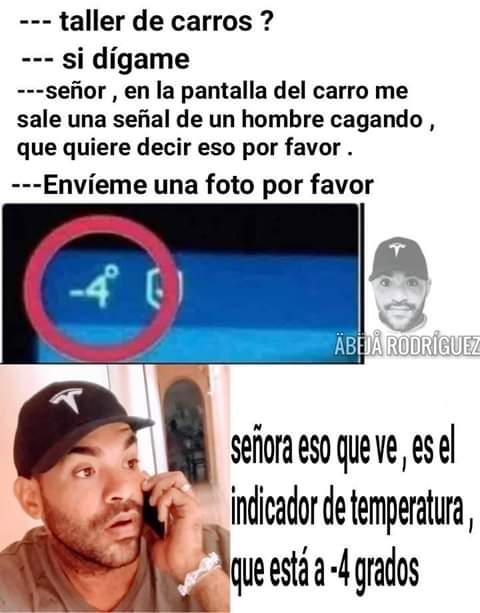 --- taller de carros ?
--- si dígame
---señor , en la pantalla del carro me
sale una señal de un hombre cagando ,
que quiere decir eso por favor .
---Envíeme una foto por favor
-4°
ÄBËJÅ RODRÍGUEZ
señora eso que ve , es el
indicador de temperatura ,
que está a -4 grados